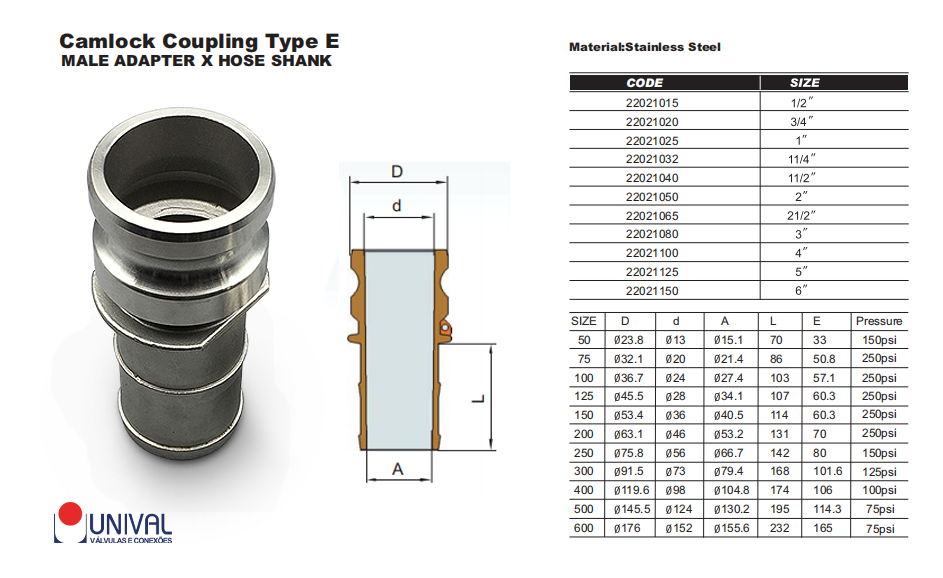 Camlock Coupling Type E
MALE ADAPTER X HOSE SHANK
Material:Stainless Steel
CODE SIZE
22021015 1/2″
22021020 3/4″
22021025 1″
22021032 11/4″
22021040 11/2″
22021050 2″
22021065 21/2″
22021080 3″
22021100 4″
22021125 5″
22021150 6″
D
d
L
A
SIZE D d A L E Pressure
50 Ø23.8 Ø13 Ø15.1 70 33 150psi
75 Ø32.1 Ø20 Ø21.4 86 50.8 250psi
100 Ø36.7 Ø24 Ø27.4 103 57.1 250psi
125 Ø45.5 Ø28 Ø34.1 107 60.3 250psi
150 Ø53.4 Ø36 Ø40.5 114 60.3 250psi
200 Ø63.1 Ø46 Ø53.2 131 70 250psi
250 Ø75.8 Ø56 Ø66.7 142 80 150psi
300 Ø91.5 Ø73 Ø79.4 168 101.6 125psi
400 Ø119.6 Ø98 Ø104.8 174 106 100psi
500 Ø145.5 Ø124 Ø130.2 195 114.3 75psi
600 Ø176 Ø152 Ø155.6 232 165 75psi
UNIVAL
VÁLVULAS E CONEXÕES